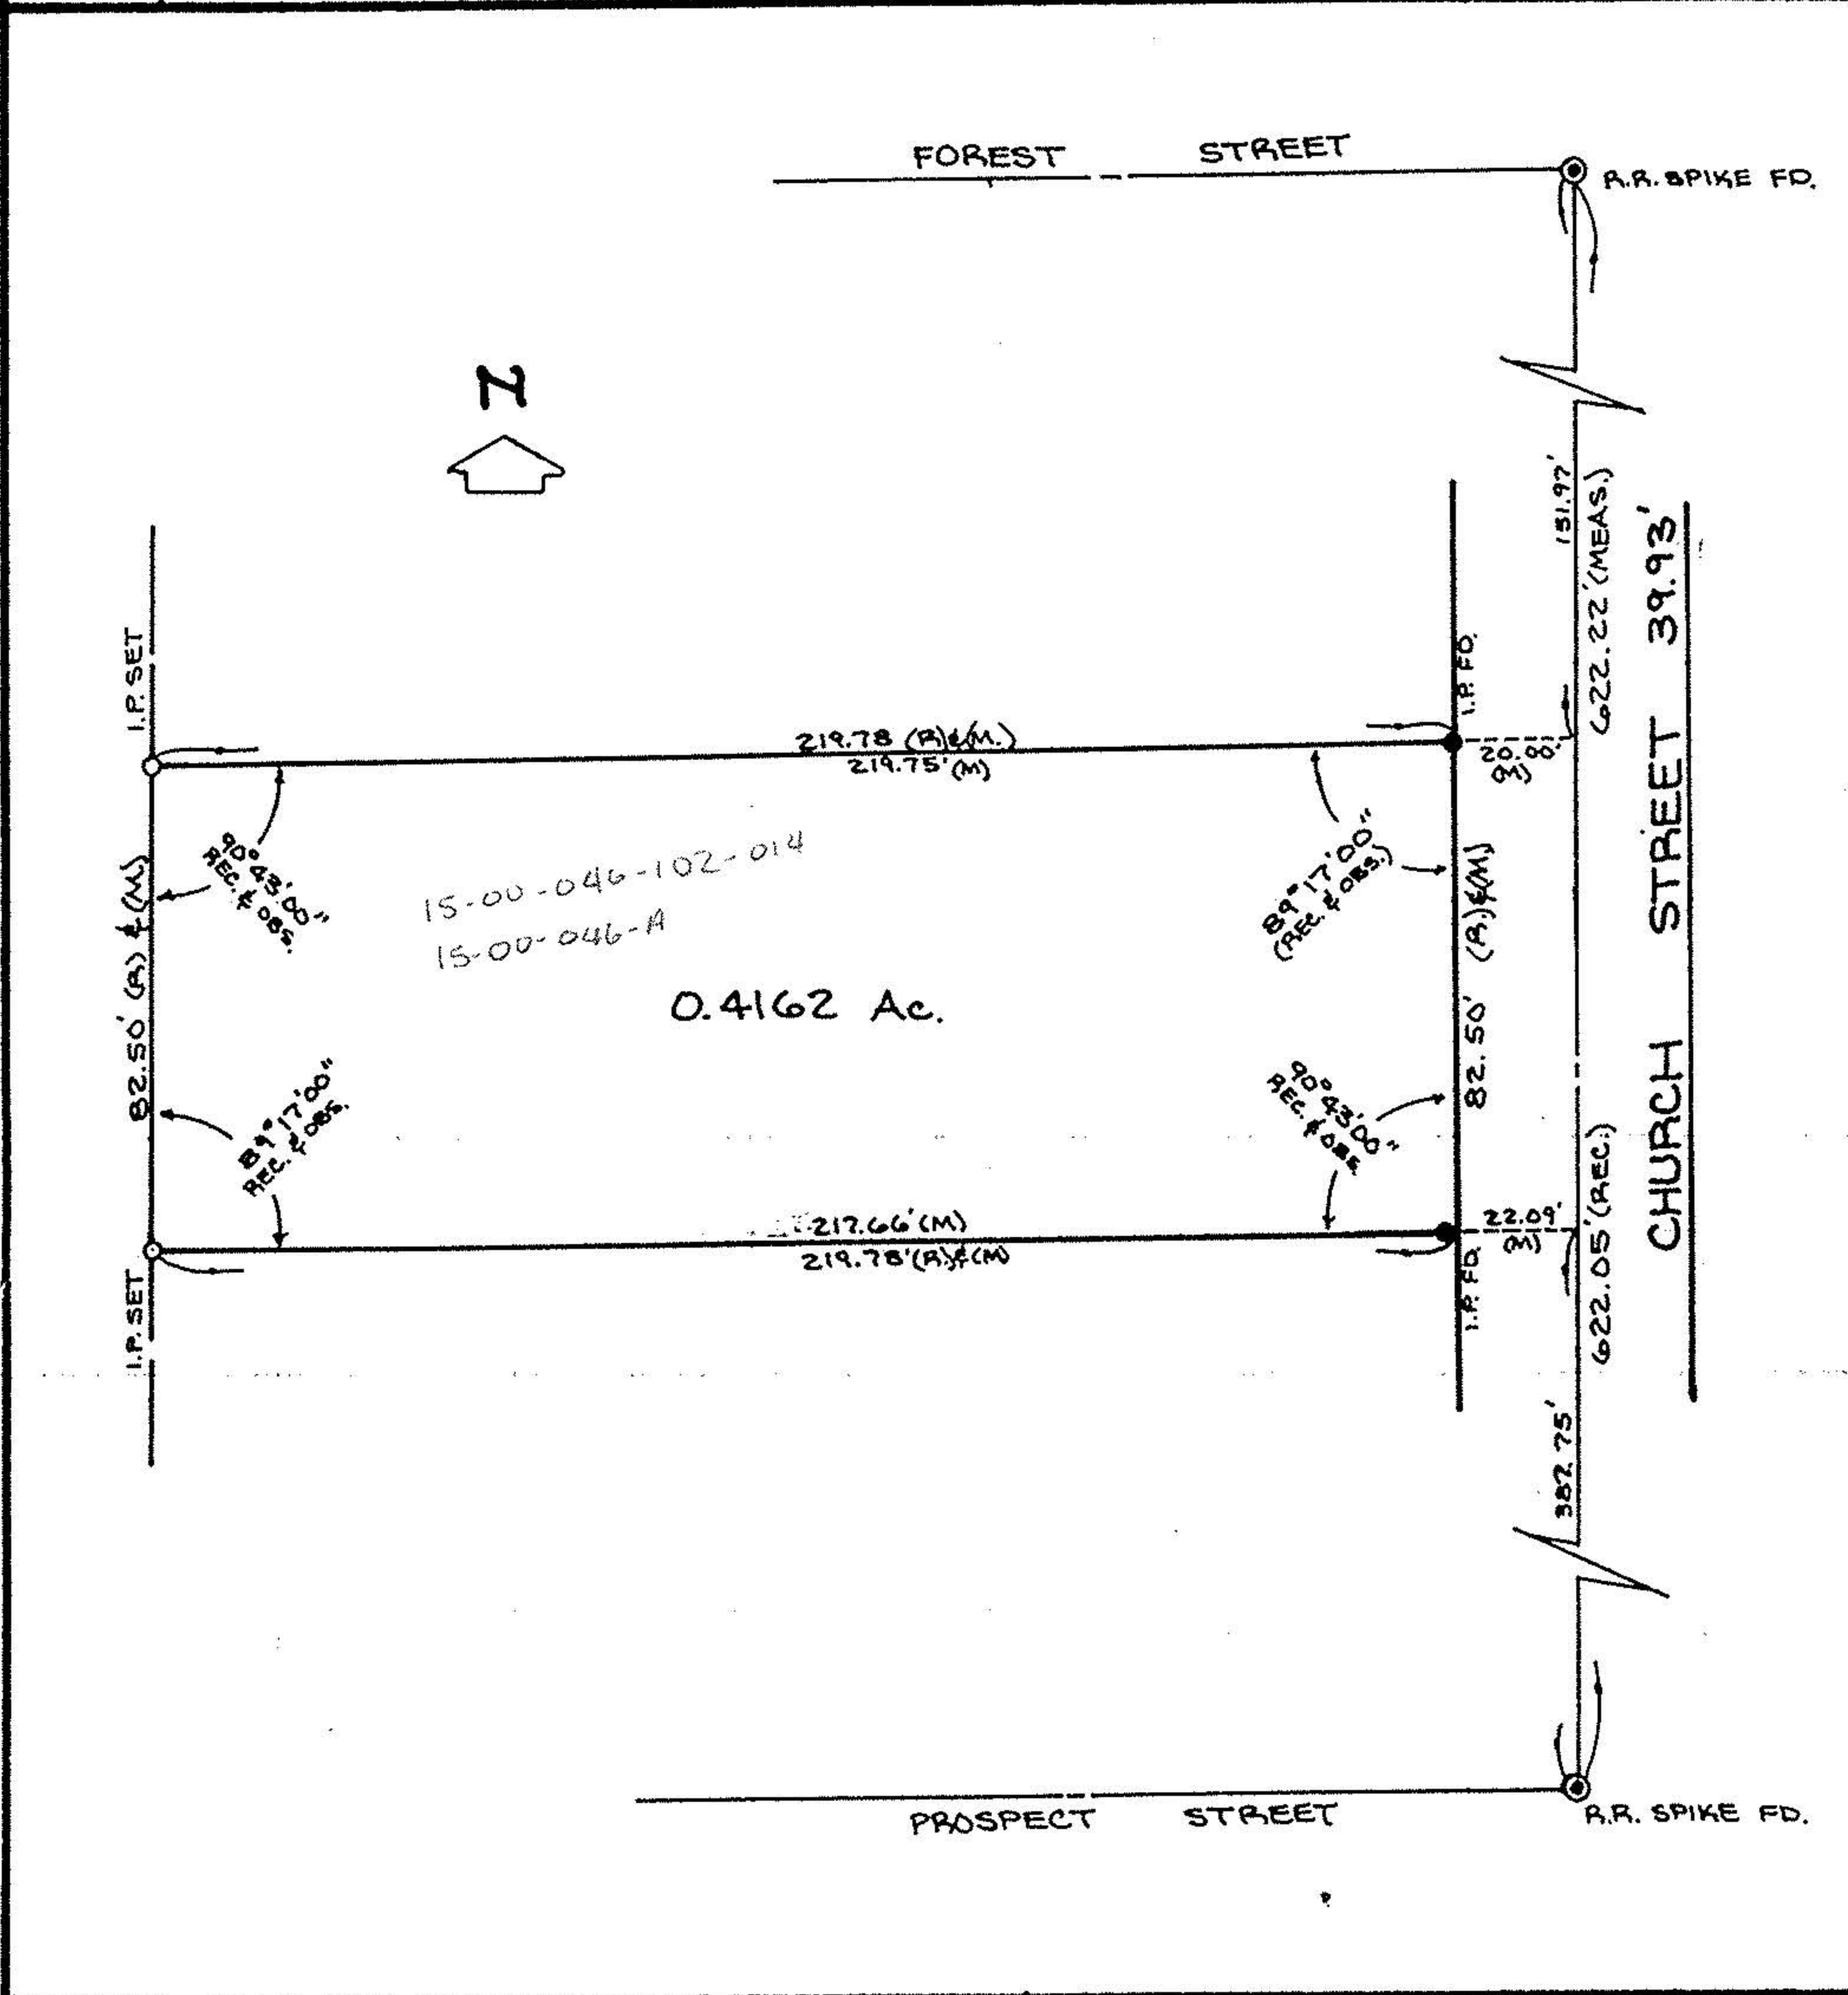 FOREST STREET
R.R. SPIKE FD.
N
151.97'
622.22' (MEAS.)
CHURCH STREET 39.93'
I.P. SET
I.P. FD.
219.78 (R) & (M.)
219.75' (M)
20.00'
(M)
90° 43' 00"
REC. & OBS.
89° 17' 00"
(REC. & OBS.)
15-00-046-102-014
15-00-046-A
82.50' (R) & (M)
0.4162 Ac.
82.50' (R.) & (M)
89° 17' 00"
REC. & OBS.
90° 43' 00"
REC. & OBS.
217.66' (M)
219.78' (R.) & (M)
22.09'
(M)
622.05' (REC.)
I.P. SET
I.P. FD.
387.75'
PROSPECT STREET
R.R. SPIKE FD.